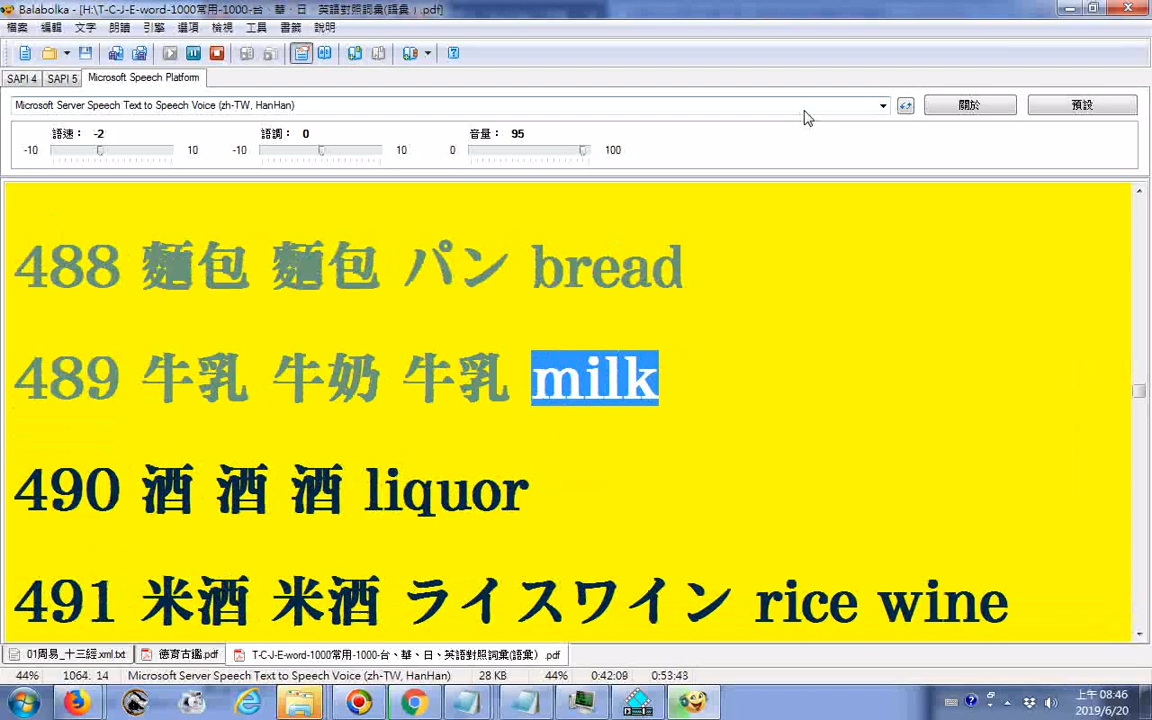 Balabolka - [H:\T-C-J-E-word-1000常用-1000-台、華、日、英語對照詞彙(語彙).pdf]
檔案 編輯 文字 朗讀 引擎 選項 檢視 工具 書籤 說明
SAPI 4 SAPI 5 Microsoft Speech Platform
Microsoft Server Speech Text to Speech Voice (zh-TW, HanHan) 關於 預設
語速： -2 語調： 0 音量： 95
-10 10 -10 10 0 100
488 麵包 麵包 パン bread
489 牛乳 牛奶 牛乳 milk
490 酒 酒 酒 liquor
491 米酒 米酒 ライスワイン rice wine
01周易_十三經.xml.txt 德育古鑑.pdf T-C-J-E-word-1000常用-1000-台、華、日、英語對照詞彙(語彙).pdf
44% 1064, 14 Microsoft Server Speech Text to Speech Voice (zh-TW, HanHan) 28 KB 44% 0:42:09 0:53:43
上午 08:46
2019/6/20